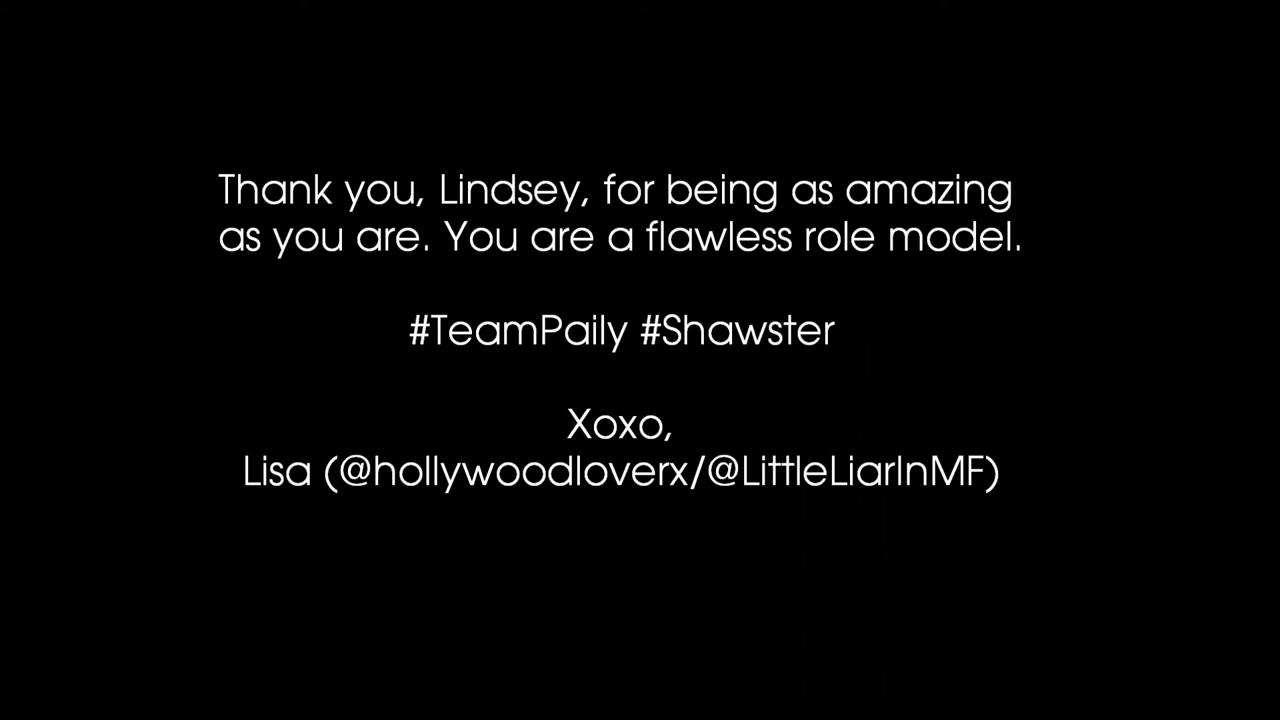 Thank you, Lindsey, for being as amazing
as you are. You are a flawless role model.
#TeamPaily #Shawster
Xoxo,
Lisa (@hollywoodloverx/@LittleLiarInMF)